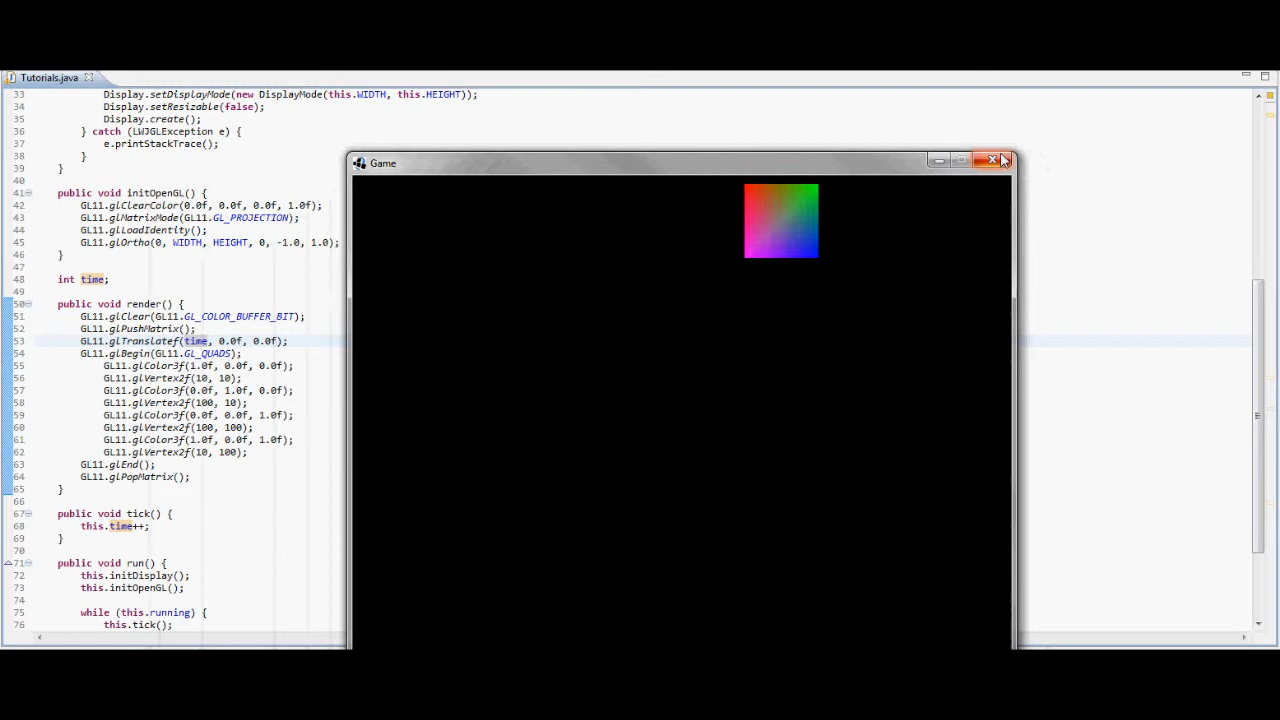 Tutorials.java
33 Display.setDisplayMode(new DisplayMode(this.WIDTH, this.HEIGHT));
34 Display.setResizable(false);
35 Display.create();
36 } catch (LWJGLException e) {
37 e.printStackTrace();
38 }
39 }
40
41 public void initOpenGL() {
42 GL11.glClearColor(0.0f, 0.0f, 0.0f, 1.0f);
43 GL11.glMatrixMode(GL11.GL_PROJECTION);
44 GL11.glLoadIdentity();
45 GL11.glOrtho(0, WIDTH, HEIGHT, 0, -1.0, 1.0);
46 }
47
48 int time;
49
50 public void render() {
51 GL11.glClear(GL11.GL_COLOR_BUFFER_BIT);
52 GL11.glPushMatrix();
53 GL11.glTranslatef(time, 0.0f, 0.0f);
54 GL11.glBegin(GL11.GL_QUADS);
55 GL11.glColor3f(1.0f, 0.0f, 0.0f);
56 GL11.glVertex2f(10, 10);
57 GL11.glColor3f(0.0f, 1.0f, 0.0f);
58 GL11.glVertex2f(100, 10);
59 GL11.glColor3f(0.0f, 0.0f, 1.0f);
60 GL11.glVertex2f(100, 100);
61 GL11.glColor3f(1.0f, 0.0f, 1.0f);
62 GL11.glVertex2f(10, 100);
63 GL11.glEnd();
64 GL11.glPopMatrix();
65 }
66
67 public void tick() {
68 this.time++;
69 }
70
71 public void run() {
72 this.initDisplay();
73 this.initOpenGL();
74
75 while (this.running) {
76 this.tick();
Game